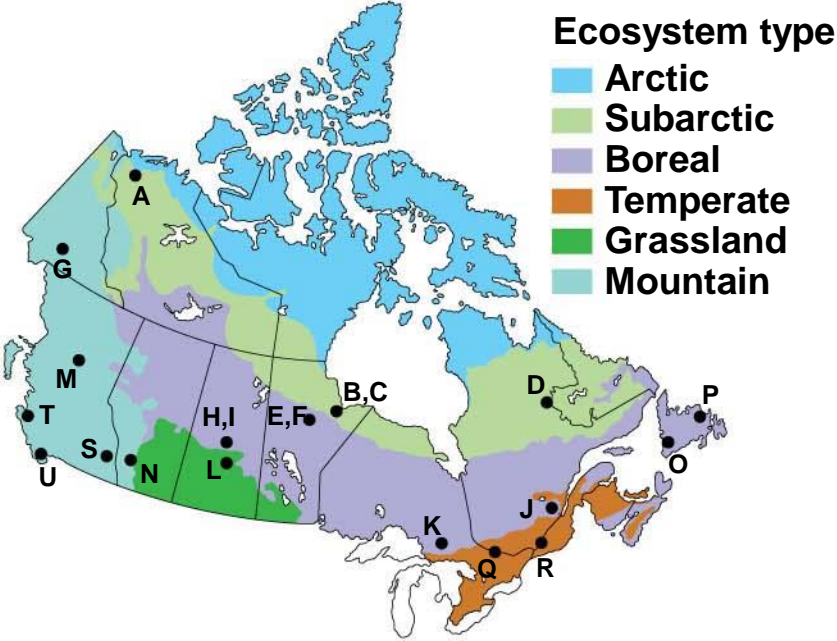 Ecosystem type
Arctic
Subarctic
Boreal
Temperate
Grassland
Mountain
A
G
M
B,C
D
P
T
H,I
E,F
S
N
L
O
U
J
K
Q
R